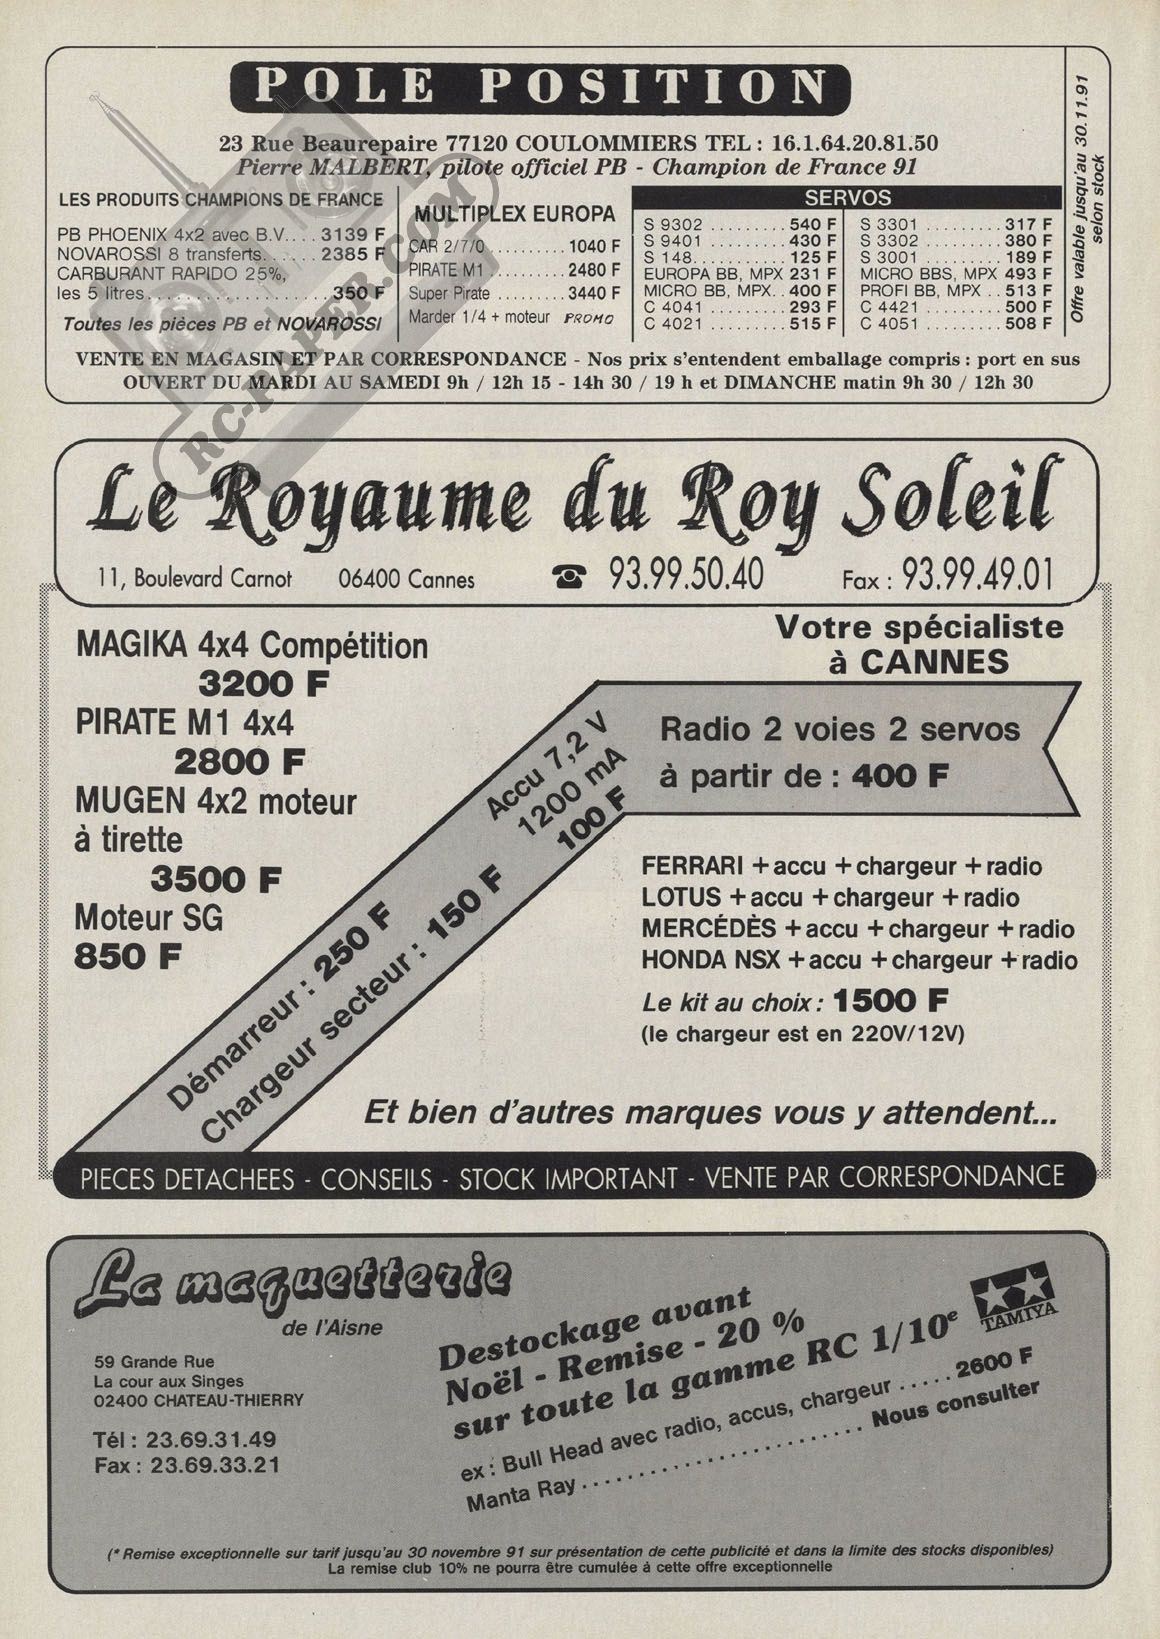 POLE POSITION
23 Rue Beaurepaire 77120 COULOMMIERS TEL : 16.1.64.20.81.50
Pierre MALBERT, pilote officiel PB - Champion de France 91
LES PRODUITS CHAMPIONS DE FRANCE
PB PHOENIX 4x2 avec B.V.... 3139 F
NOVAROSSI 8 transferts...... 2385 F
CARBURANT RAPIDO 25%,
les 5 litres.................... 350 F
Toutes les pièces PB et NOVAROSSI
MULTIPLEX EUROPA
CAR 2/7/0 .......... 1040 F
PIRATE M1 .......... 2480 F
Super Pirate ........ 3440 F
Marder 1/4 + moteur PROMO
SERVOS
S 9302 ......... 540 F
S 9401 ......... 430 F
S 148........... 125 F
EUROPA BB, MPX 231 F
MICRO BB, MPX.. 400 F
C 4041 ......... 293 F
C 4021 ......... 515 F
S 3301 ......... 317 F
S 3302 ......... 380 F
S 3001 ......... 189 F
MICRO BBS, MPX 493 F
PROFI BB, MPX .. 513 F
C 4421 ......... 500 F
C 4051 ......... 508 F
Offre valable jusqu'au 30.11.91
selon stock
VENTE EN MAGASIN ET PAR CORRESPONDANCE - Nos prix s'entendent emballage compris : port en sus
OUVERT DU MARDI AU SAMEDI 9h / 12h 15 - 14h 30 / 19 h et DIMANCHE matin 9h 30 / 12h 30
RC-PAPER.COM
Le Royaume du Roy Soleil
11, Boulevard Carnot 06400 Cannes ☎ 93.99.50.40 Fax : 93.99.49.01
Votre spécialiste
à CANNES
MAGIKA 4x4 Compétition
3200 F
PIRATE M1 4x4
2800 F
MUGEN 4x2 moteur
à tirette
3500 F
Moteur SG
850 F
Radio 2 voies 2 servos
à partir de : 400 F
Accu 7,2 V
1200 mA
100 F
Démarreur : 250 F
Chargeur secteur : 150 F
FERRARI + accu + chargeur + radio
LOTUS + accu + chargeur + radio
MERCÉDÈS + accu + chargeur + radio
HONDA NSX + accu + chargeur + radio
Le kit au choix : 1500 F
(le chargeur est en 220V/12V)
Et bien d'autres marques vous y attendent...
PIECES DETACHEES - CONSEILS - STOCK IMPORTANT - VENTE PAR CORRESPONDANCE
La maquetterie
de l'Aisne
59 Grande Rue
La cour aux Singes
02400 CHATEAU-THIERRY
Tél : 23.69.31.49
Fax : 23.69.33.21
Destockage avant
Noël - Remise - 20 %
sur toute la gamme RC 1/10e
TAMIYA
ex : Bull Head avec radio, accus, chargeur ..... 2600 F
Manta Ray ........................ Nous consulter
(* Remise exceptionnelle sur tarif jusqu'au 30 novembre 91 sur présentation de cette publicité et dans la limite des stocks disponibles)
La remise club 10% ne pourra être cumulée à cette offre exceptionnelle